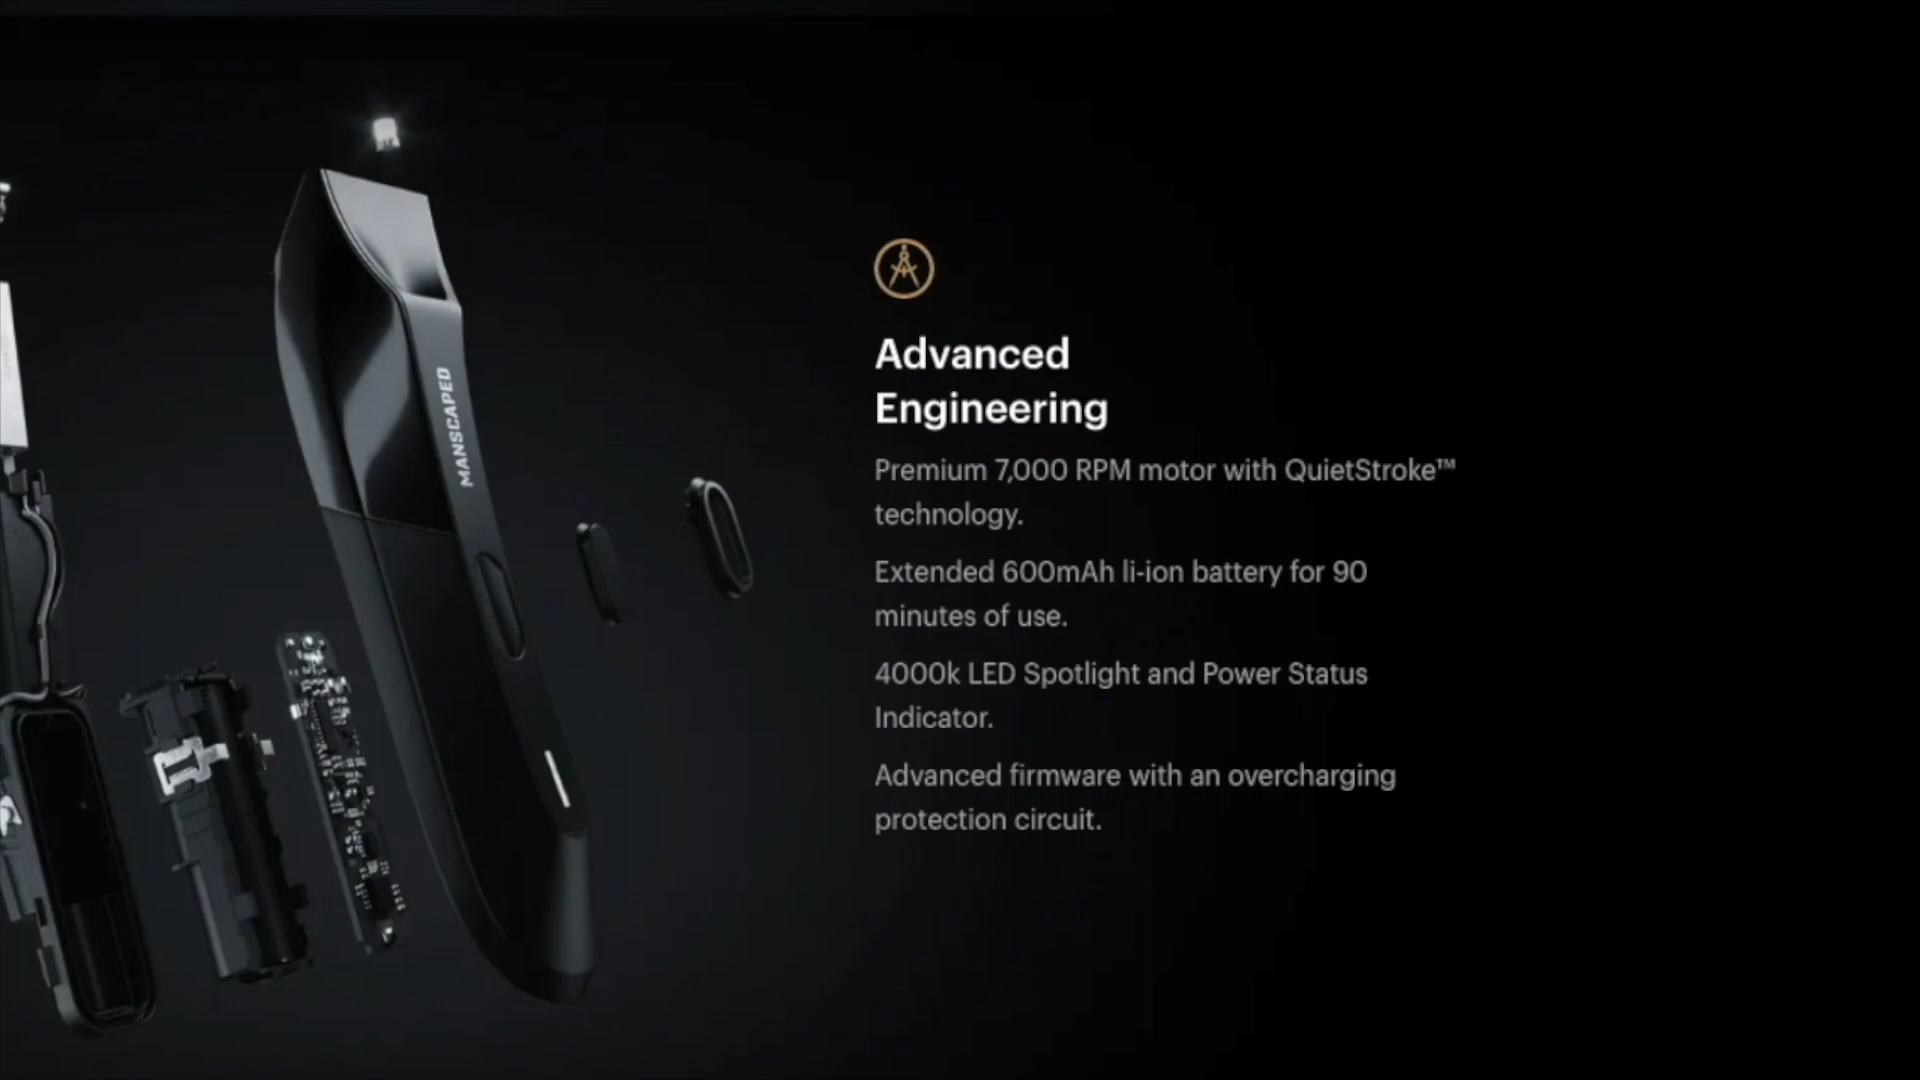 MANSCAPED
Advanced
Engineering
Premium 7,000 RPM motor with QuietStroke™
technology.
Extended 600mAh li-ion battery for 90
minutes of use.
4000k LED Spotlight and Power Status
Indicator.
Advanced firmware with an overcharging
protection circuit.